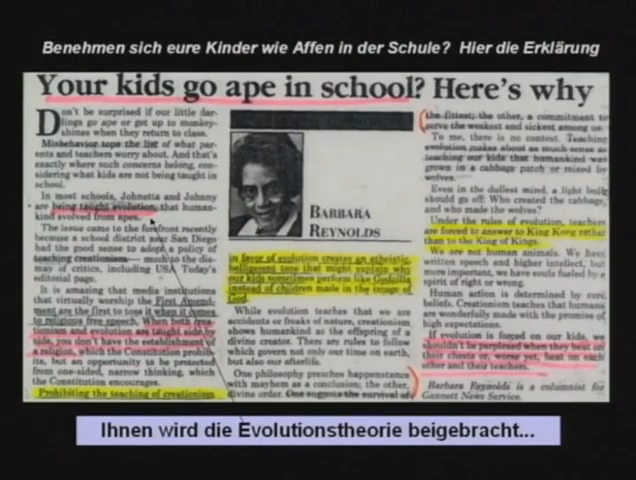 Benehmen sich eure Kinder wie Affen in der Schule? Hier die Erklärung
Your kids go ape in school? Here's why
Don't be surprised if our little dar-
lings go ape or get up to monkey-
shines when they return to class.
Misbehavior tops the list of what par-
ents and teachers worry about. And that's
exactly where such concerns belong, con-
sidering what kids are not being taught in
school.
In most schools, Johnetta and Johnny
are being taught evolution, that human-
kind evolved from apes.
The issue came to the forefront recently
because a school district near San Diego
had the good sense to adopt a policy of
teaching creationism — much to the dis-
may of critics, including USA Today's
editorial page.
It is amazing that media institutions
that virtually worship the First Amend-
ment are the first to toss it when it comes
to religious free speech. When both crea-
tionism and evolution are taught side by
side, you don't have the establishment of
a religion, which the Constitution prohib-
its, but an opportunity to be protected
from one-sided, narrow thinking, which
the Constitution encourages.
Prohibiting the teaching of creationism
BARBARA
REYNOLDS
in favor of evolution creates an atheistic,
belligerent tone that might explain why
our kids sometimes perform like Godzilla
instead of children made in the image of
God.
While evolution teaches that we are
accidents or freaks of nature, creationism
shows humankind as the offspring of a
divine creator. There are rules to follow
which govern not only our time on earth,
but also our afterlife.
One philosophy preaches happenstance
with mayhem as a conclusion; the other,
divine order. One suggests the survival of
the fittest; the other, a commitment to
serve the weakest and sickest among us.
To me, there is no contest. Teaching
evolution makes about as much sense as
teaching our kids that humankind was
grown in a cabbage patch or raised by
wolves.
Even in the dullest mind, a light bulb
should go off: Who created the cabbage,
and who made the wolves?
Under the rules of evolution, teachers
are forced to answer to King Kong rather
than to the King of Kings.
We are not human animals. We have
written speech and higher intellect, but
more important, we have souls fueled by a
spirit of right or wrong.
Human action is determined by core
beliefs. Creationism teaches that humans
are wonderfully made with the promise of
high expectations.
If evolution is forced on our kids, we
shouldn't be perplexed when they beat on
their chests or, worse yet, beat on each
other and their teachers.
Barbara Reynolds is a columnist for
Gannett News Service.
Ihnen wird die Evolutionstheorie beigebracht...